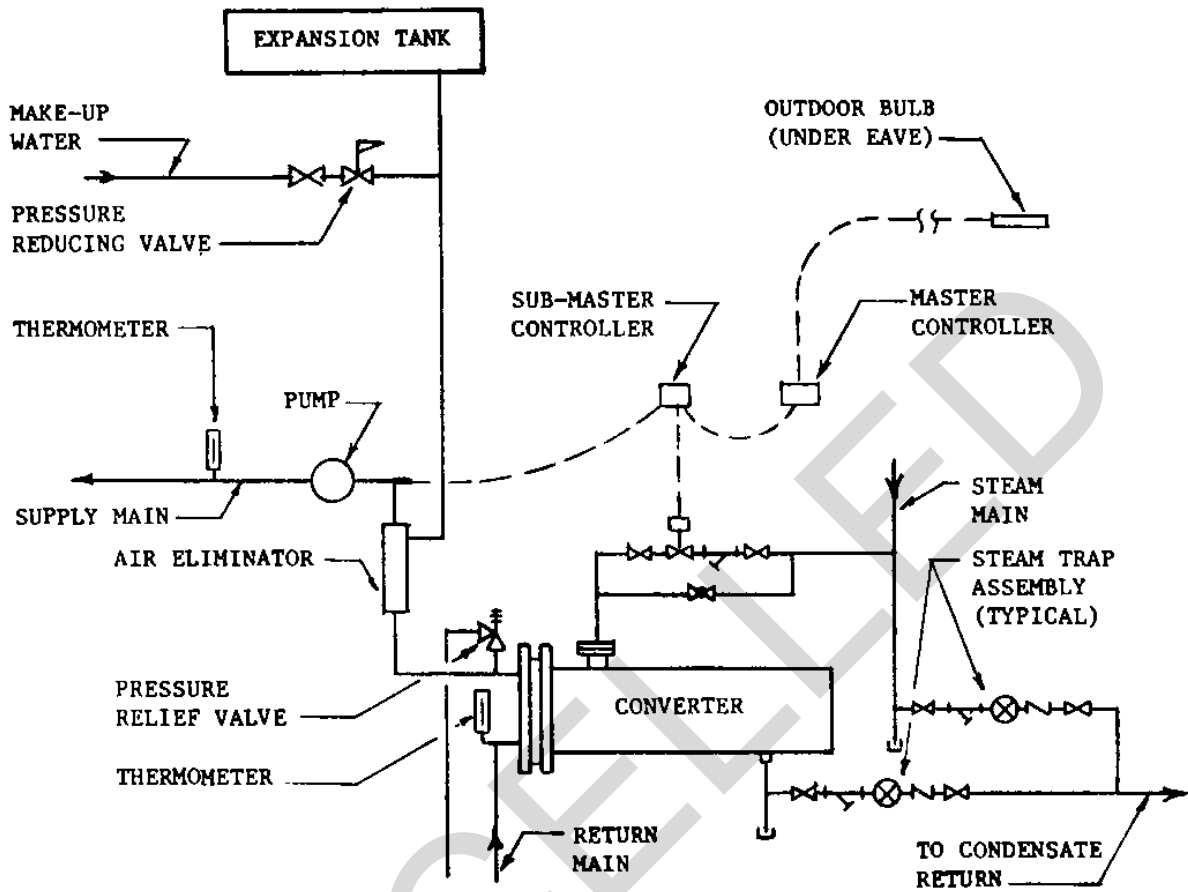 EXPANSION TANK
MAKE-UP
WATER
OUTDOOR BULB
(UNDER EAVE)
PRESSURE
REDUCING VALVE
SUB-MASTER
CONTROLLER
MASTER
CONTROLLER
THERMOMETER
PUMP
STEAM
MAIN
SUPPLY MAIN
AIR ELIMINATOR
STEAM TRAP
ASSEMBLY
(TYPICAL)
PRESSURE
RELIEF VALVE
CONVERTER
THERMOMETER
RETURN
MAIN
TO CONDENSATE
RETURN
CELLED